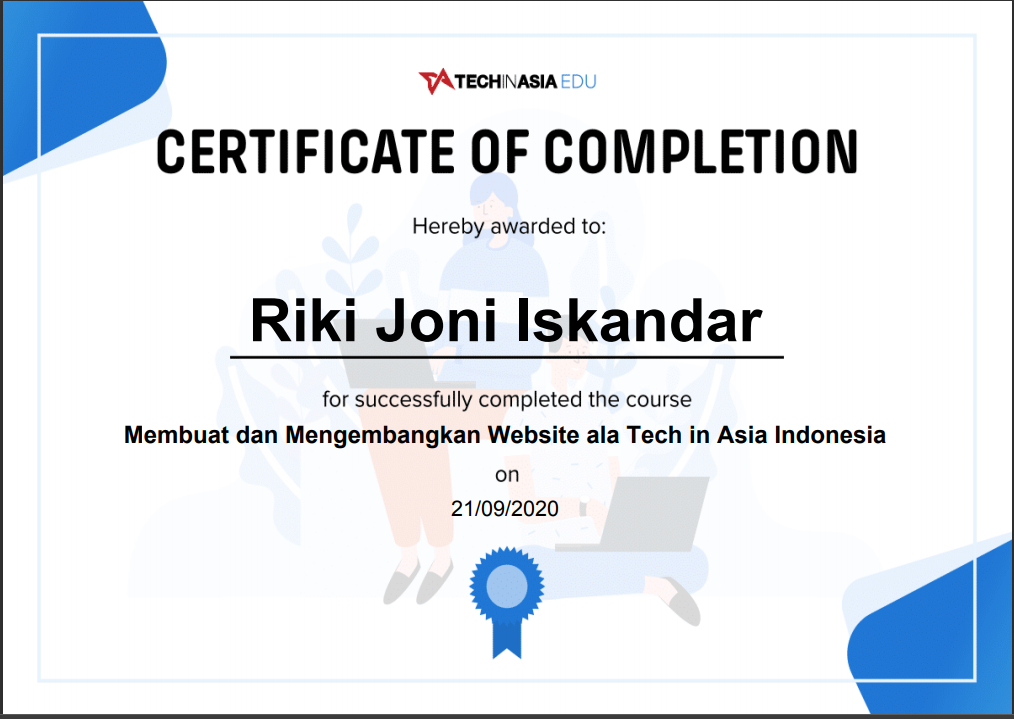 TECHINASIA EDU
CERTIFICATE OF COMPLETION
Hereby awarded to:
Riki Joni Iskandar
for successfully completed the course
Membuat dan Mengembangkan Website ala Tech in Asia Indonesia
on
21/09/2020